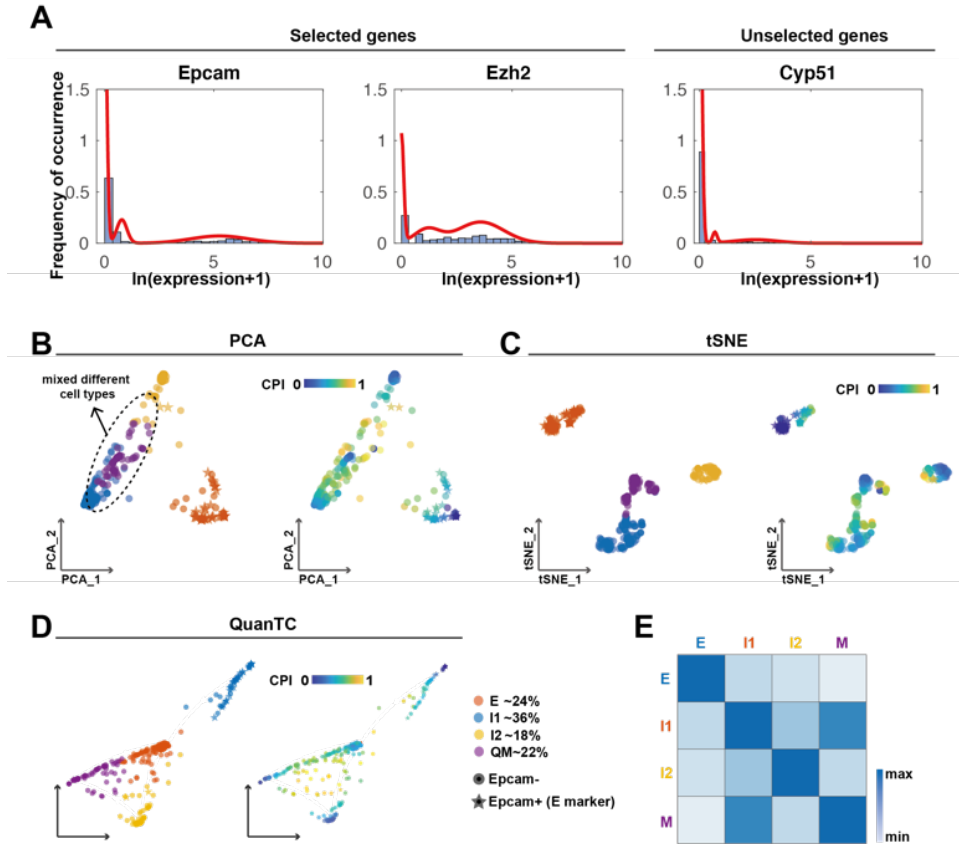 A
Selected genes
Unselected genes
Epcam
Ezh2
Cyp51
Frequency of occurrence
1.5
1
0.5
0
0
5
10
ln(expression+1)
1.5
1
0.5
0
0
5
10
ln(expression+1)
1.5
1
0.5
0
0
5
10
ln(expression+1)
B
PCA
mixed different
cell types
CPI 0 1
PCA_2
PCA_1
PCA_2
PCA_1
C
tSNE
CPI 0 1
tSNE_2
tSNE_1
tSNE_2
tSNE_1
D
QuanTC
CPI 0 1
E ~24%
I1 ~36%
I2 ~18%
QM~22%
Epcam-
Epcam+ (E marker)
E
E I1 I2 M
E
I1
I2
M
max
min